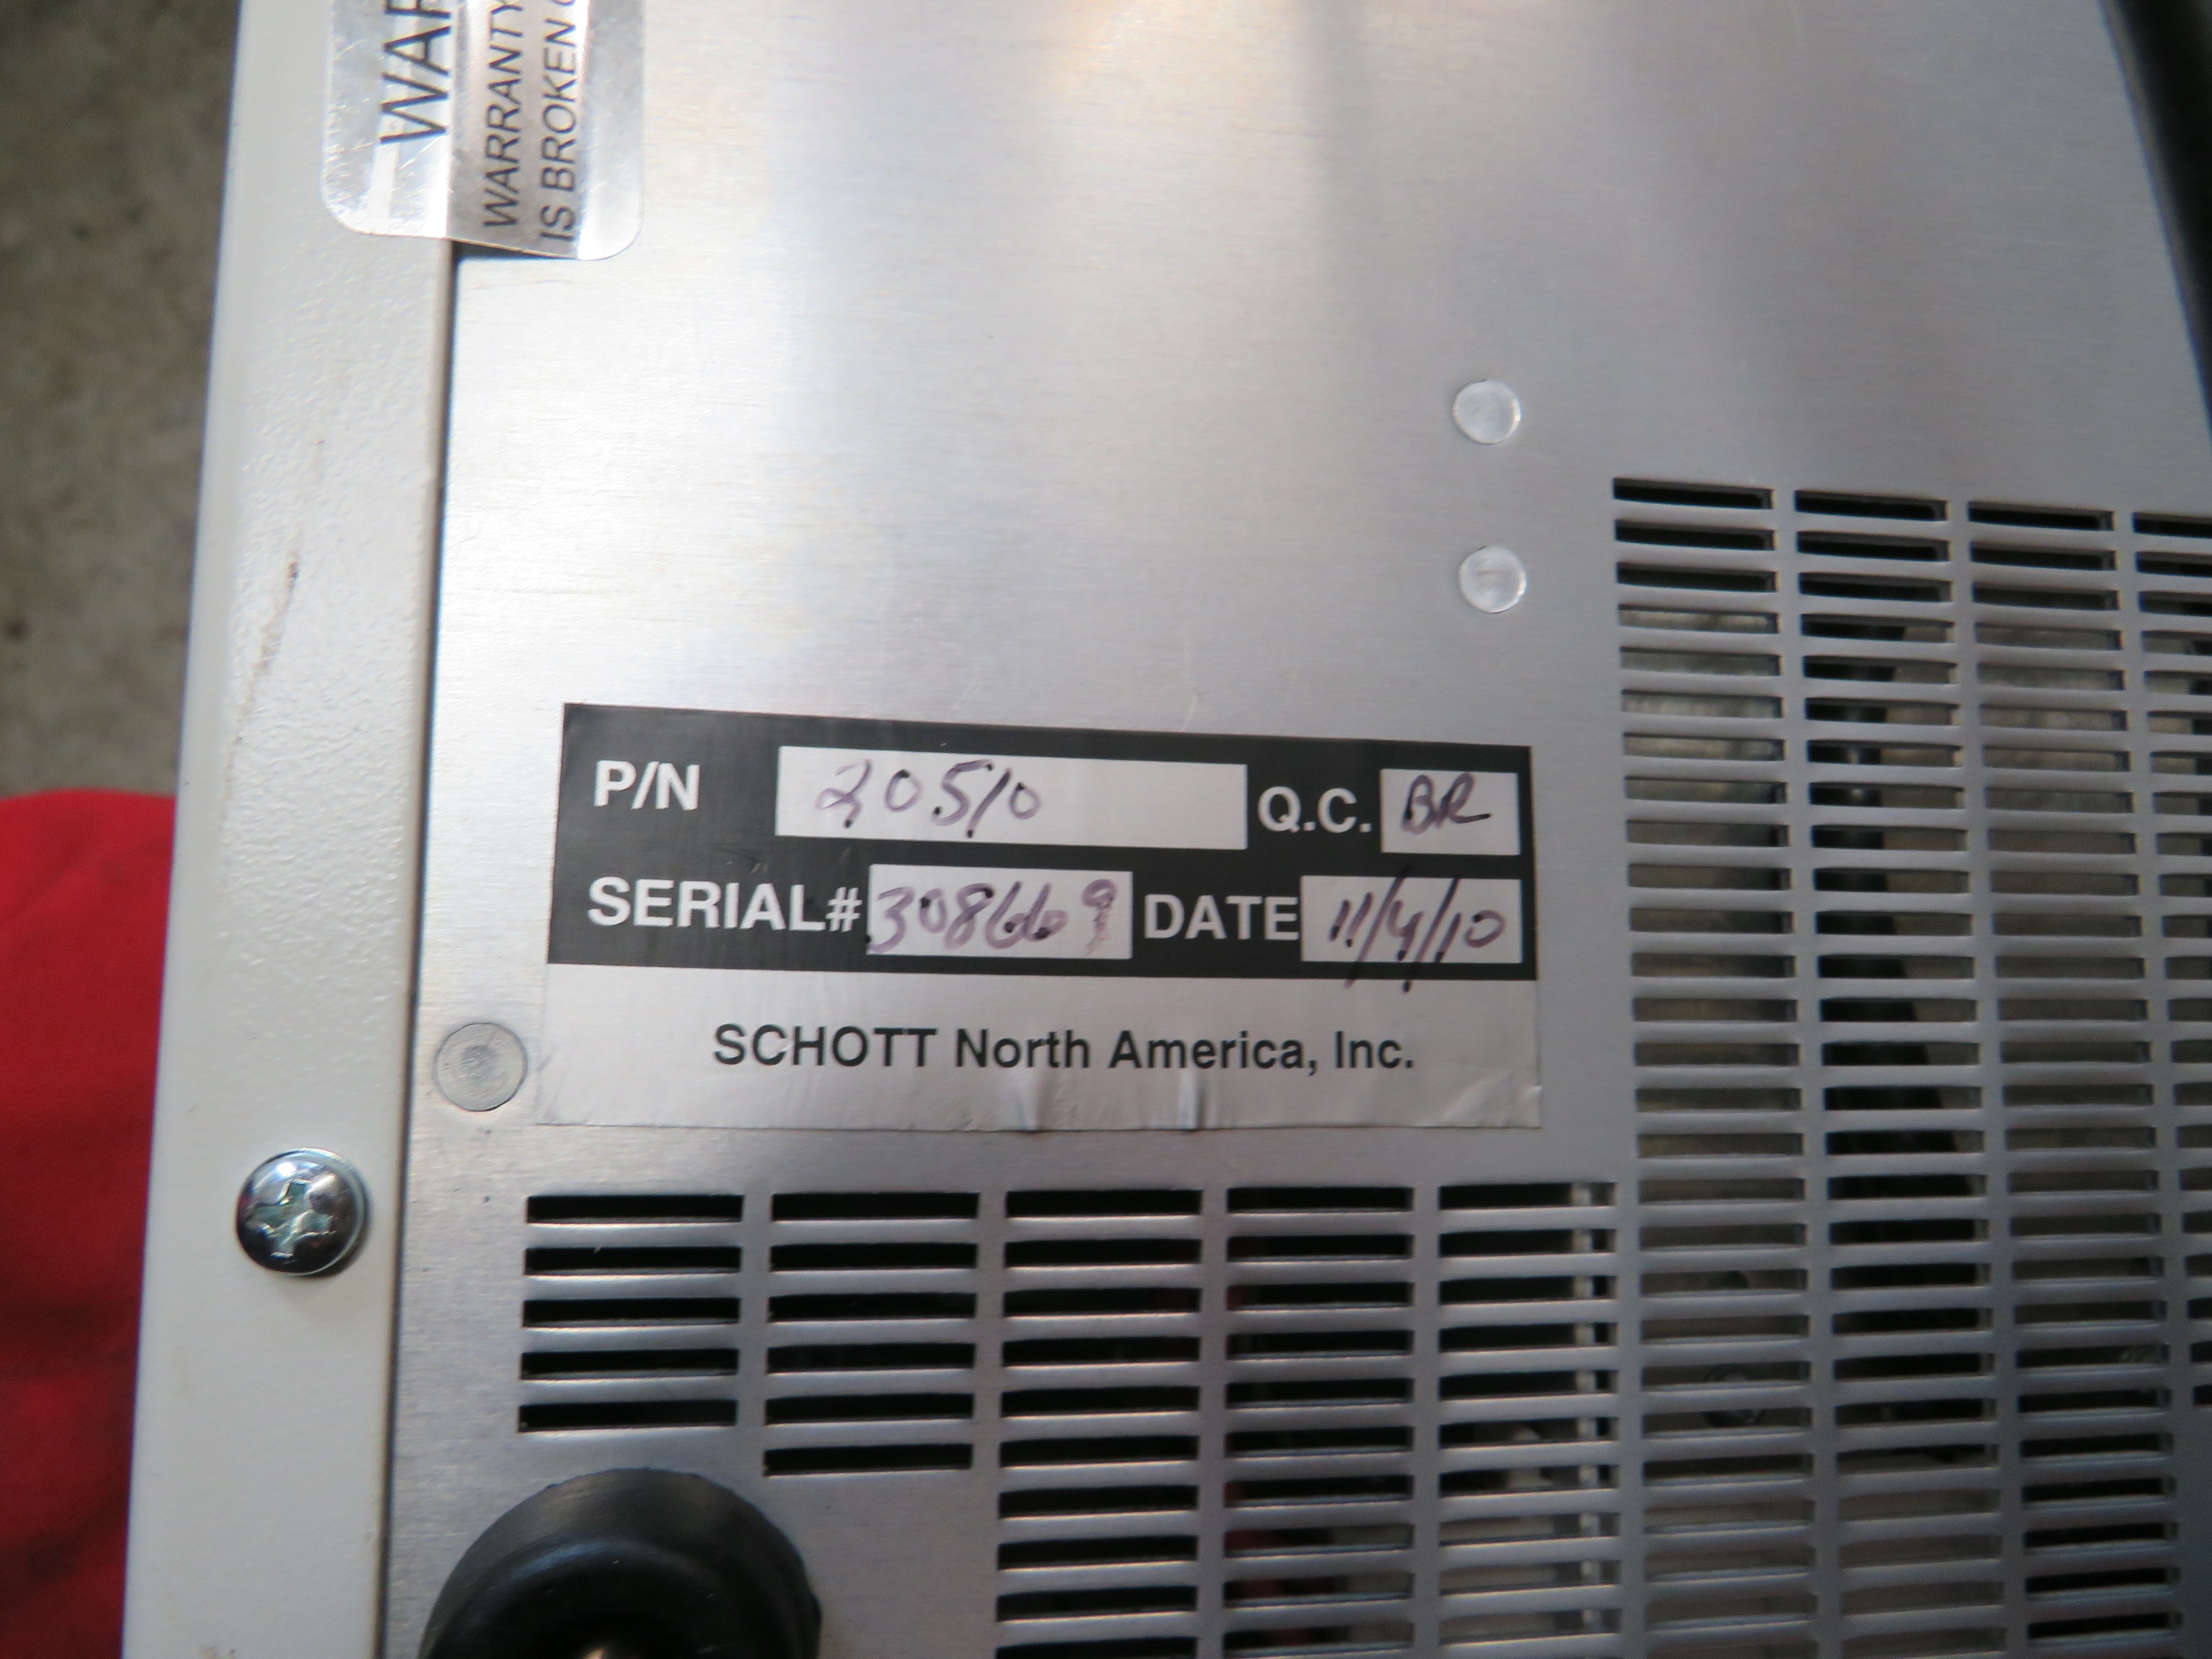 WAR
WARRANTY
IS BROKEN
P/N 20510 Q.C. BR
SERIAL# 308669 DATE 11/4/10
SCHOTT North America, Inc.